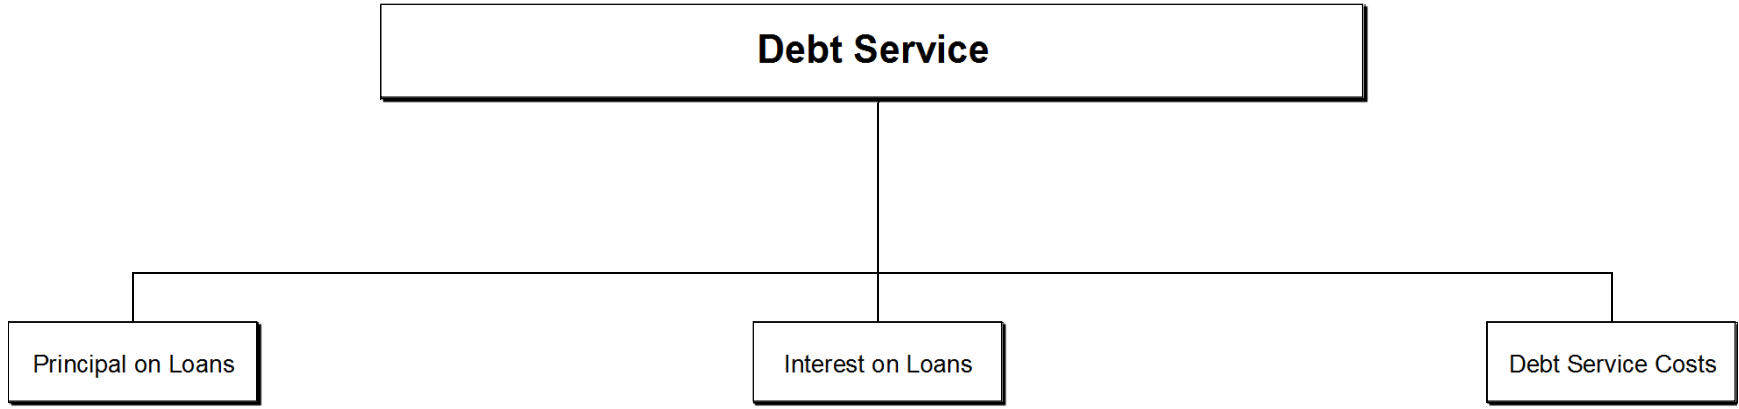 Debt Service
Principal on Loans
Interest on Loans
Debt Service Costs